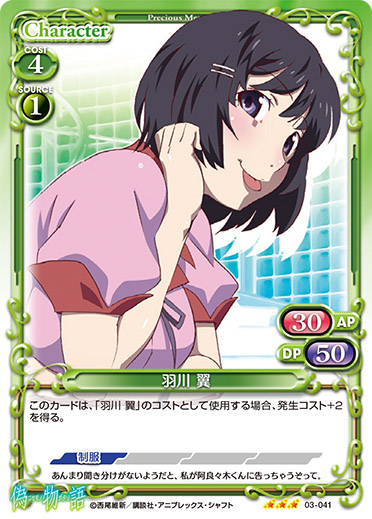 Precious Me
Character
COST
4
SOURCE
1
30 AP
DP 50
羽川 翼
このカードは、「羽川 翼」のコストとして使用する場合、発生コスト+2
を得る。
制服
あんまり聞き分けがないようだと、私が阿良々木くんに告っちゃうぞって。
偽物語
©西尾維新／講談社・アニプレックス・シャフト
★★★ 03-041